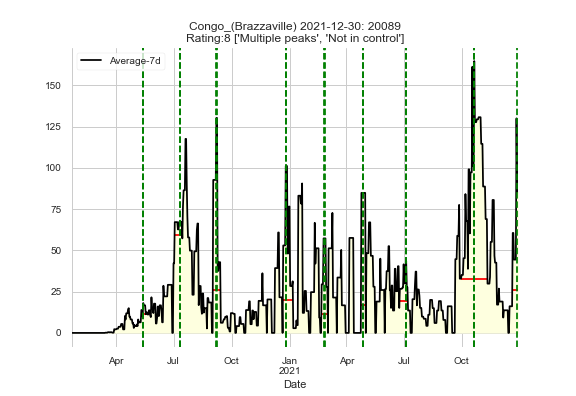 Congo_(Brazzaville) 2021-12-30: 20089
Rating:8 ['Multiple peaks', 'Not in control']
Average-7d
150
125
100
75
50
25
0
Apr Jul Oct Jan Apr Jul Oct
2021
Date